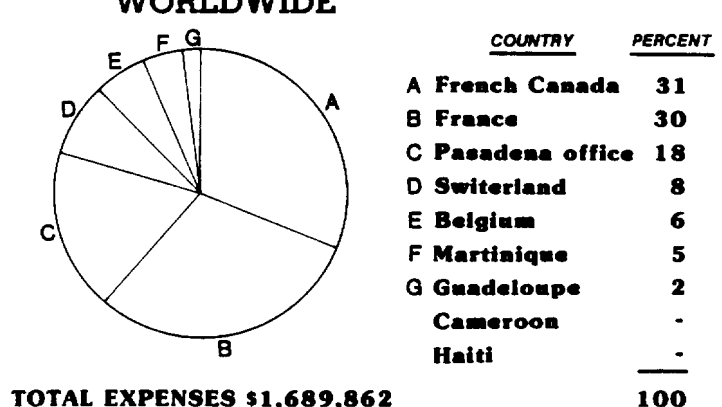 WORLDWIDE
COUNTRY PERCENT
A French Canada 31
B France 30
C Pasadena office 18
D Switerland 8
E Belgium 6
F Martinique 5
G Guadeloupe 2
Cameroon -
Haiti -
TOTAL EXPENSES $1,689,862 100
A
B
C
D
E
F
G